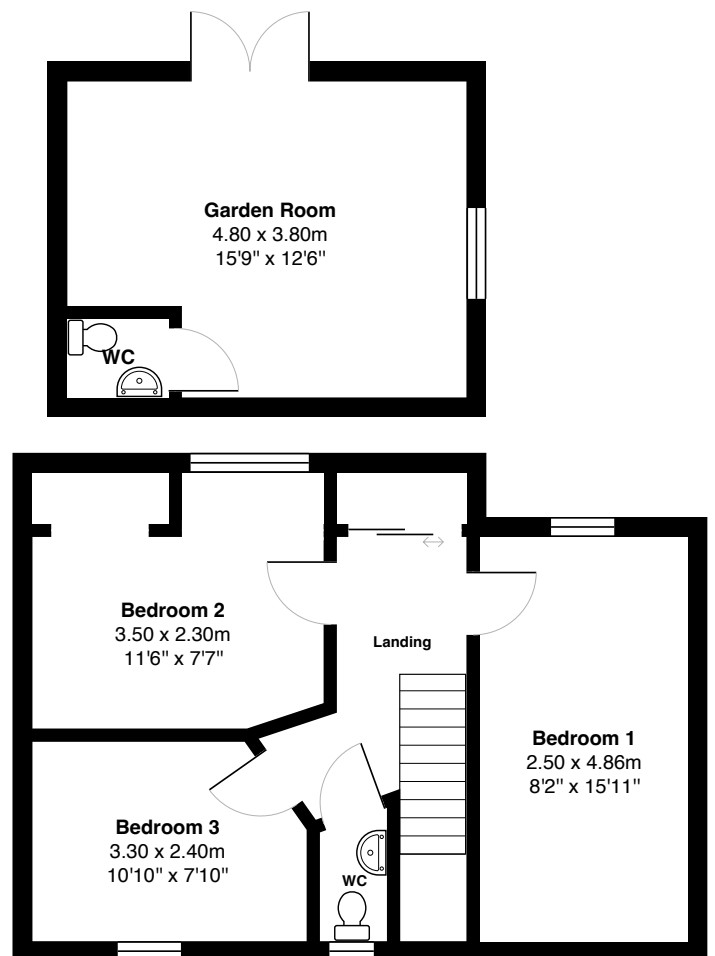 Garden Room
4.80 x 3.80m
15'9" x 12'6"
WC
Bedroom 2
3.50 x 2.30m
11'6" x 7'7"
Landing
Bedroom 1
2.50 x 4.86m
8'2" x 15'11"
Bedroom 3
3.30 x 2.40m
10'10" x 7'10"
WC